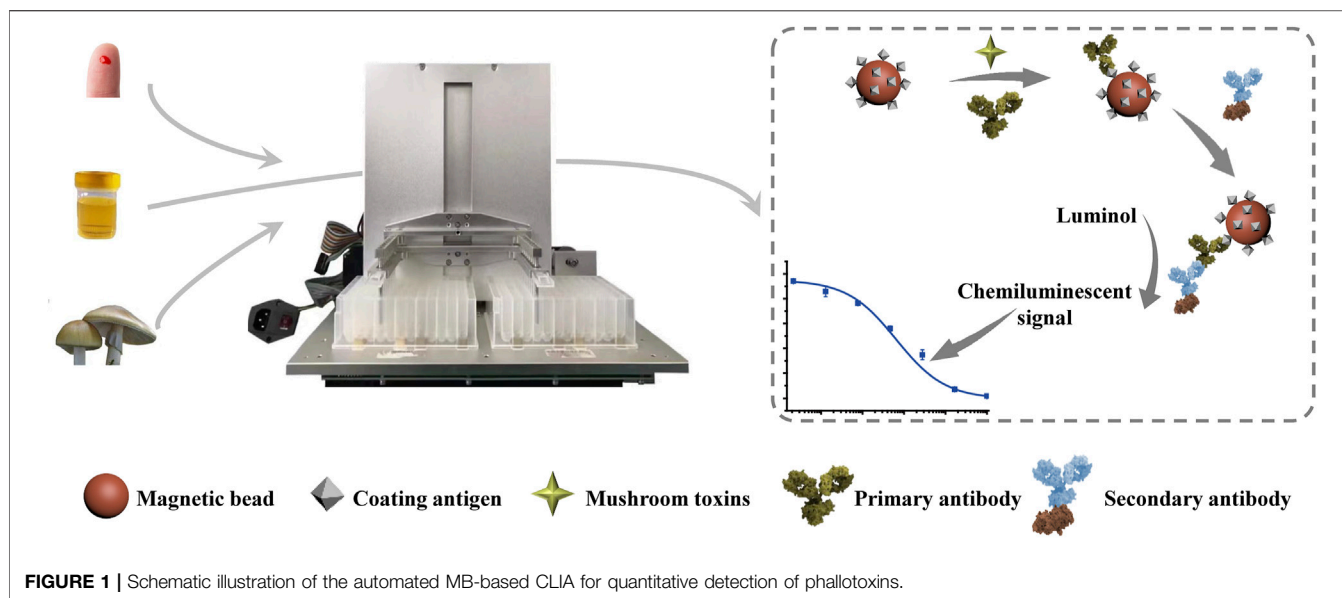 Luminol
Chemiluminescent
signal
Magnetic bead
Coating antigen
Mushroom toxins
Primary antibody
Secondary antibody
FIGURE 1 | Schematic illustration of the automated MB-based CLIA for quantitative detection of phallotoxins.